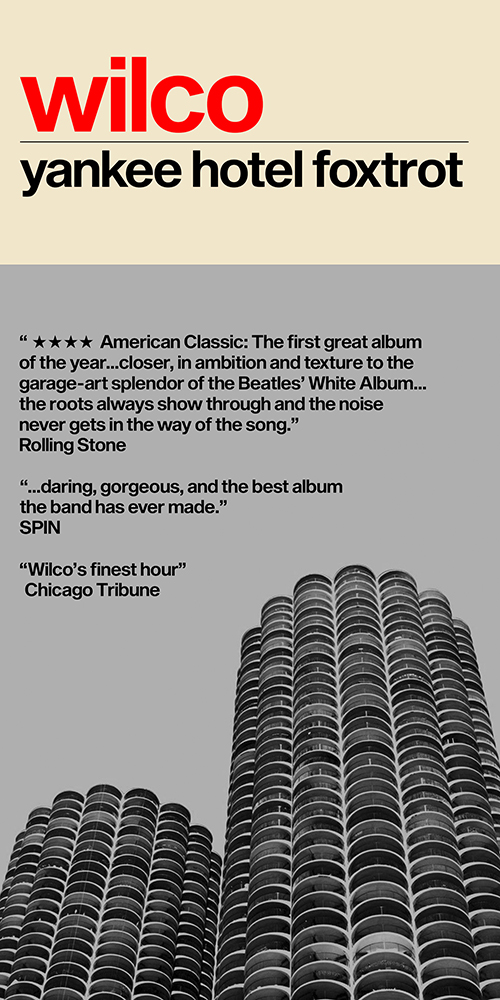 wilco
yankee hotel foxtrot
“ ★★★★ American Classic: The first great album
of the year...closer, in ambition and texture to the
garage-art splendor of the Beatles’ White Album...
the roots always show through and the noise
never gets in the way of the song.”
Rolling Stone
“...daring, gorgeous, and the best album
the band has ever made.”
SPIN
“Wilco’s finest hour”
Chicago Tribune